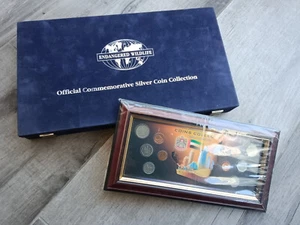 ENDANGERED WILDLIFE
Official Commemorative Silver Coin Collection